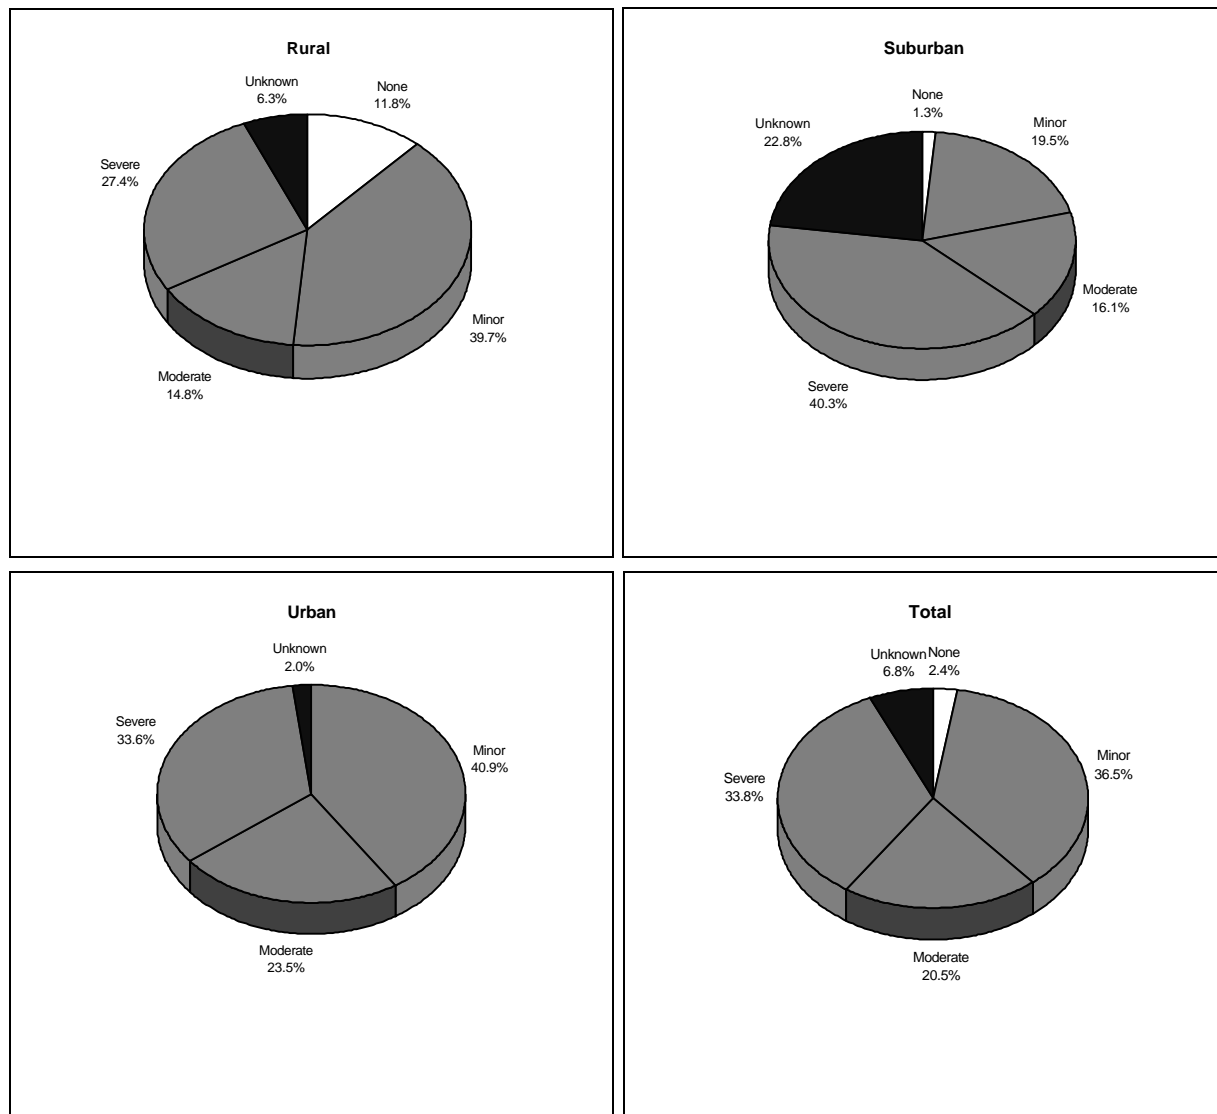 Rural
Unknown
6.3%
None
11.8%
Severe
27.4%
Minor
39.7%
Moderate
14.8%
Suburban
None
1.3%
Unknown
22.8%
Minor
19.5%
Moderate
16.1%
Severe
40.3%
Urban
Unknown
2.0%
Severe
33.6%
Minor
40.9%
Moderate
23.5%
Total
Unknown
6.8%
None
2.4%
Minor
36.5%
Severe
33.8%
Moderate
20.5%